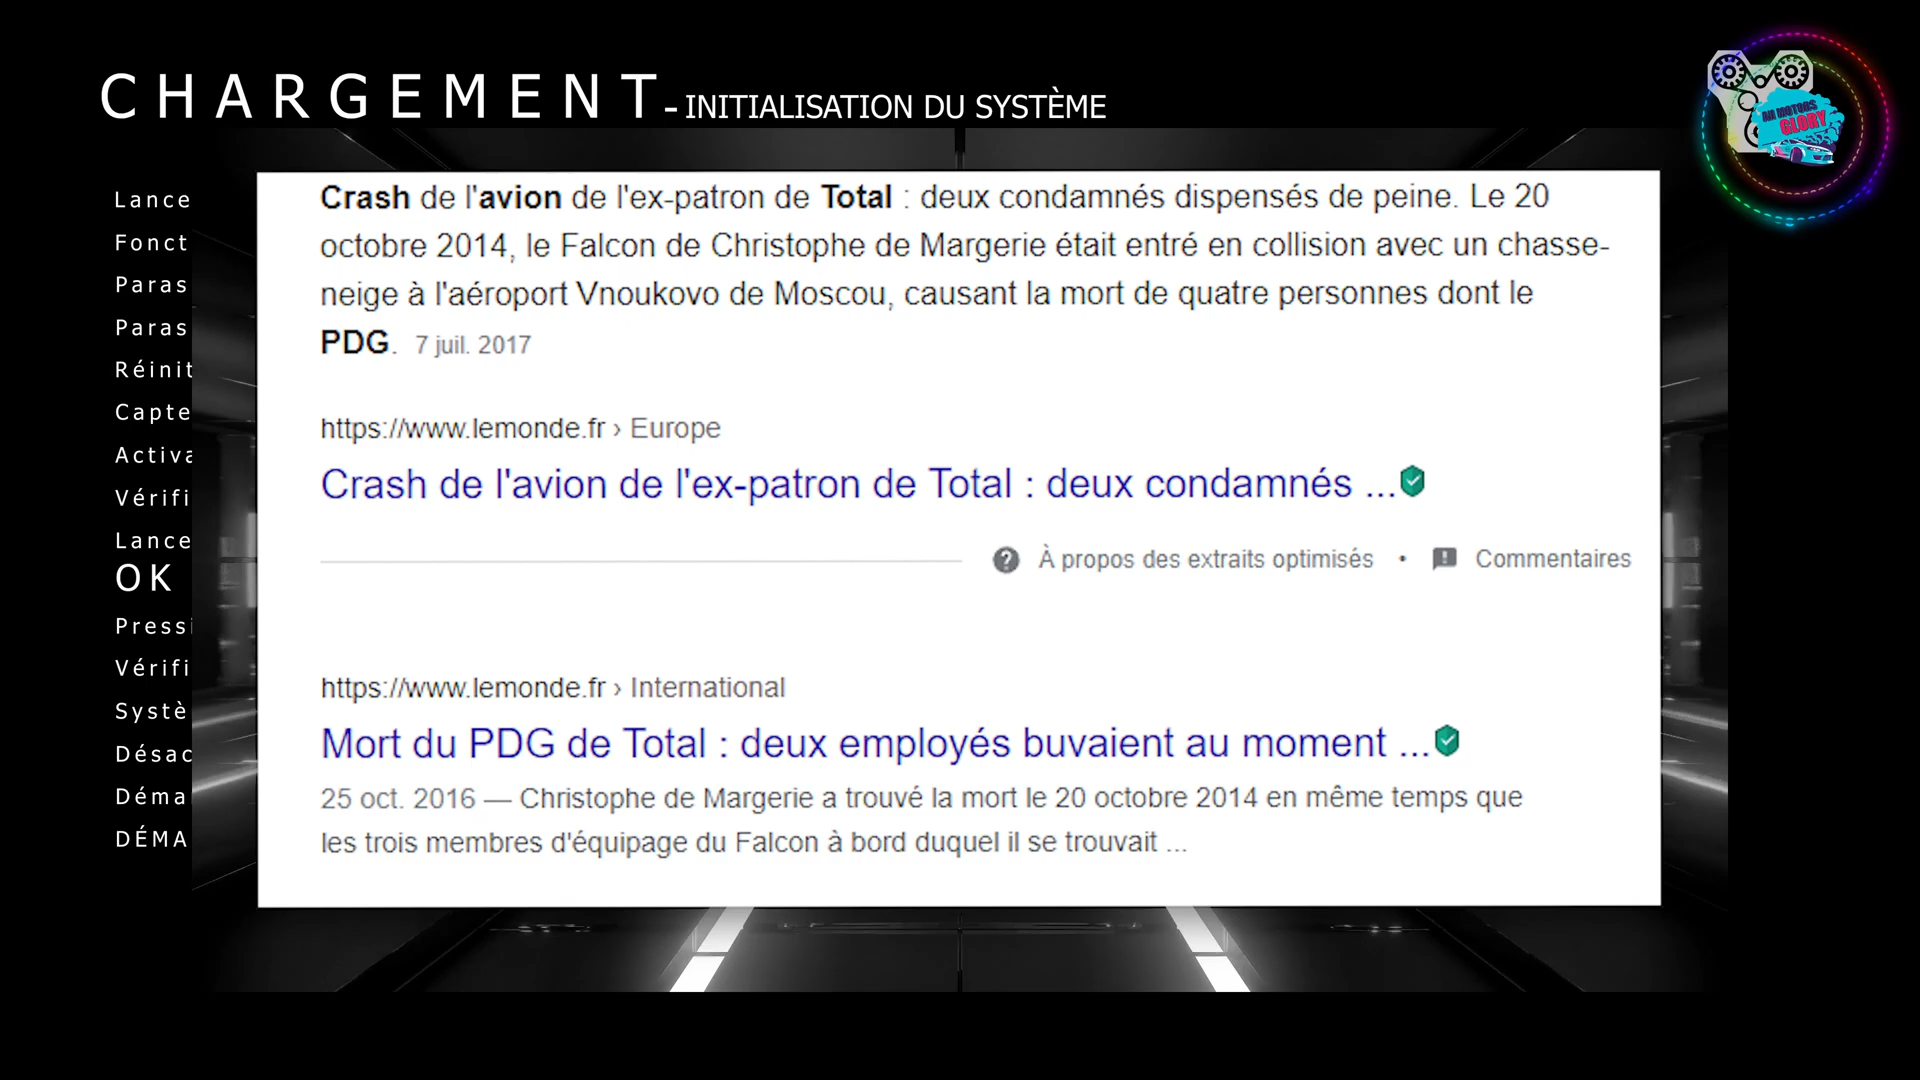 CHARGEMENT - INITIALISATION DU SYSTÈME
AIR MOTORS
GLORY
Lance
Fonct
Paras
Paras
Réinit
Capte
Activa
Vérifi
Lance
OK
Pressi
Vérifi
Systè
Désac
Déma
DÉMA
Crash de l'avion de l'ex-patron de Total : deux condamnés dispensés de peine. Le 20
octobre 2014, le Falcon de Christophe de Margerie était entré en collision avec un chasse-
neige à l'aéroport Vnoukovo de Moscou, causant la mort de quatre personnes dont le
PDG. 7 juil. 2017
https://www.lemonde.fr › Europe
Crash de l'avion de l'ex-patron de Total : deux condamnés ...
À propos des extraits optimisés • Commentaires
https://www.lemonde.fr › International
Mort du PDG de Total : deux employés buvaient au moment ...
25 oct. 2016 — Christophe de Margerie a trouvé la mort le 20 octobre 2014 en même temps que
les trois membres d'équipage du Falcon à bord duquel il se trouvait ...